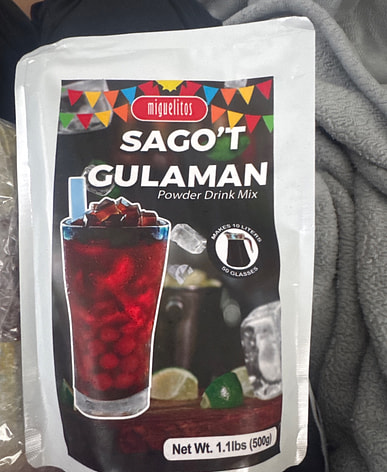 miguelitos
SAGO'T
GULAMAN
Powder Drink Mix
MAKES 10 LITERS
50 GLASSES
Net Wt. 1.1lbs (500g)